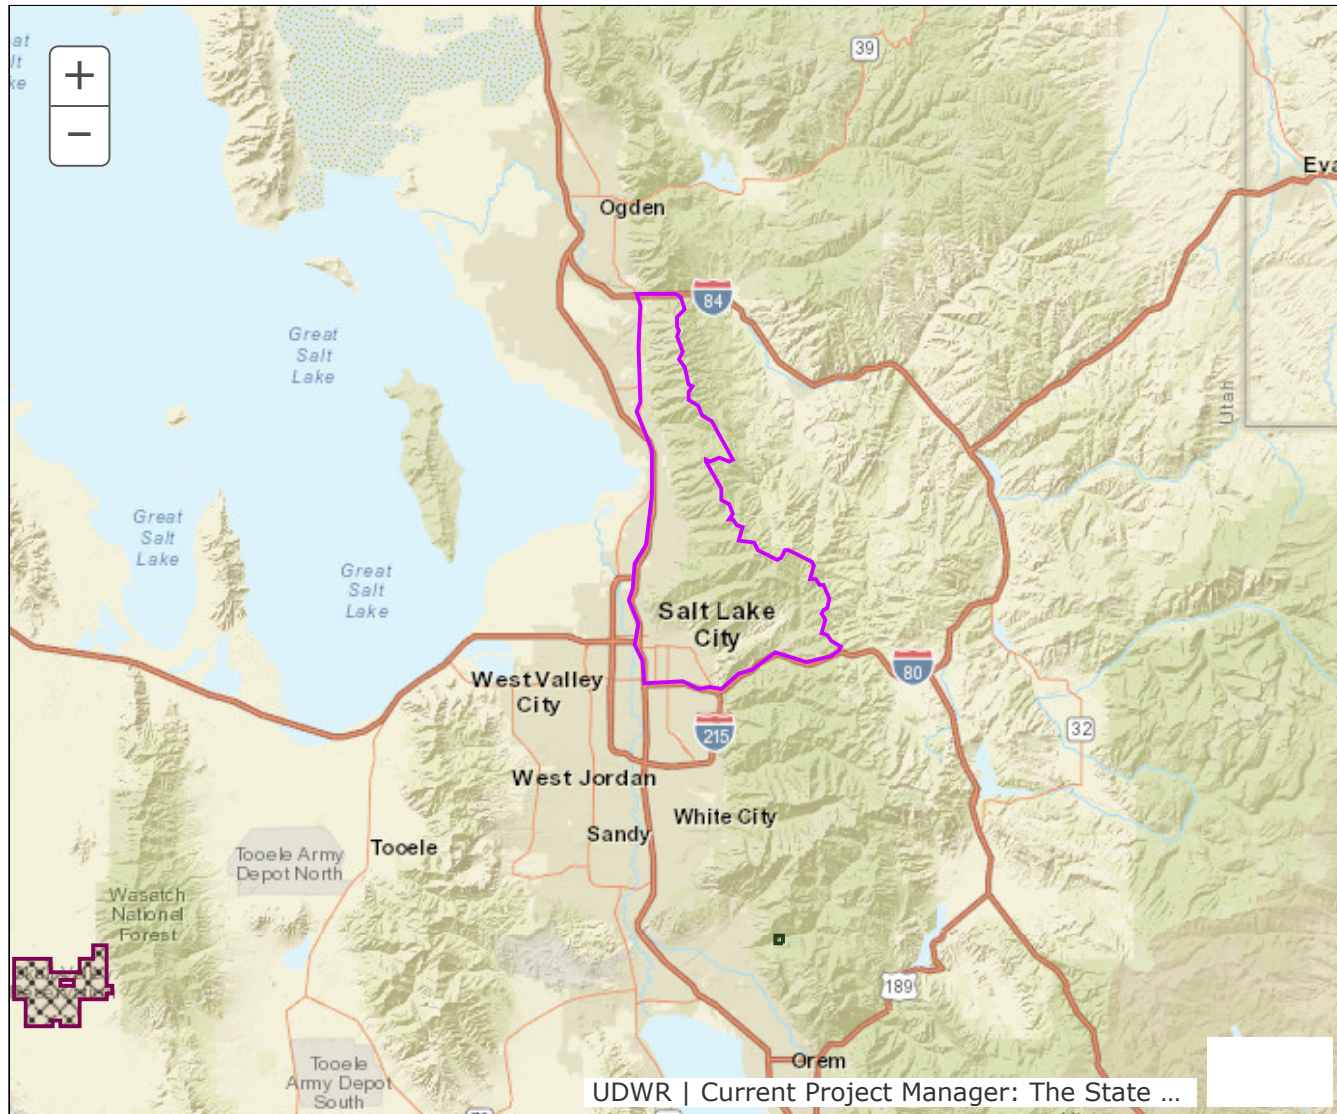 39
+
−
Eva
Ogden
84
Great
Salt
Lake
Utah
Great
Salt
Lake
Great
Salt
Lake
Salt Lake
City
80
West Valley
City
215
32
West Jordan
White City
Sandy
Tooele
Tooele Army
Depot North
Wasatch
National
Forest
189
Orem
Tooele
Army Depot
South
UDWR | Current Project Manager: The State ...